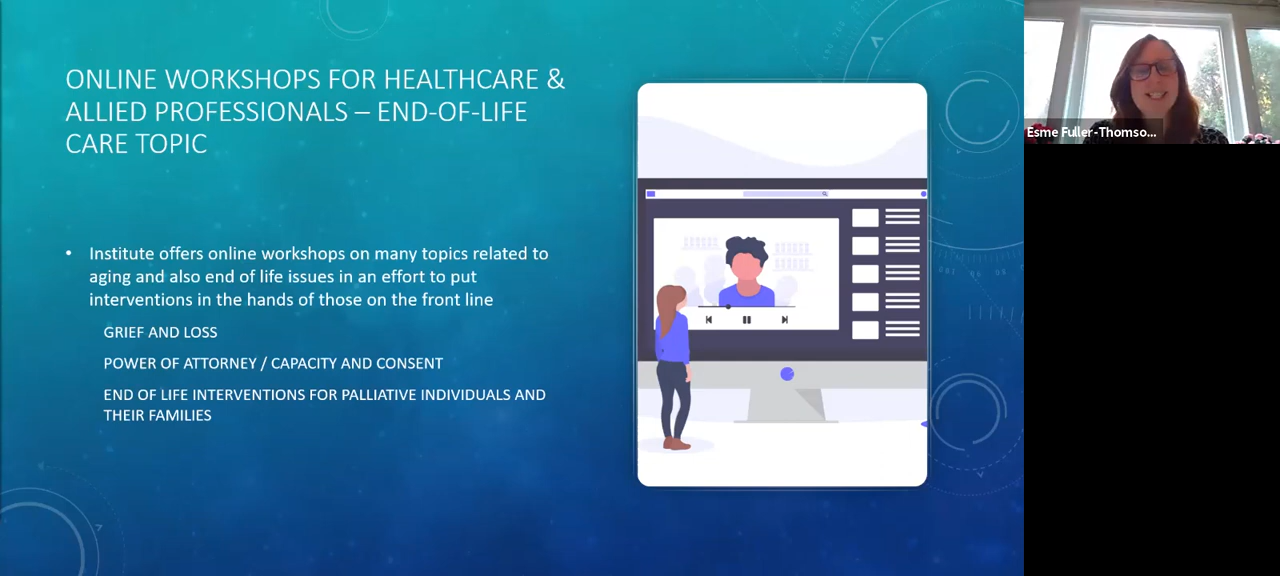 ONLINE WORKSHOPS FOR HEALTHCARE &
ALLIED PROFESSIONALS – END-OF-LIFE
CARE TOPIC
• Institute offers online workshops on many topics related to
aging and also end of life issues in an effort to put
interventions in the hands of those on the front line
GRIEF AND LOSS
POWER OF ATTORNEY / CAPACITY AND CONSENT
END OF LIFE INTERVENTIONS FOR PALLIATIVE INDIVIDUALS AND
THEIR FAMILIES
Esme Fuller-Thomso...